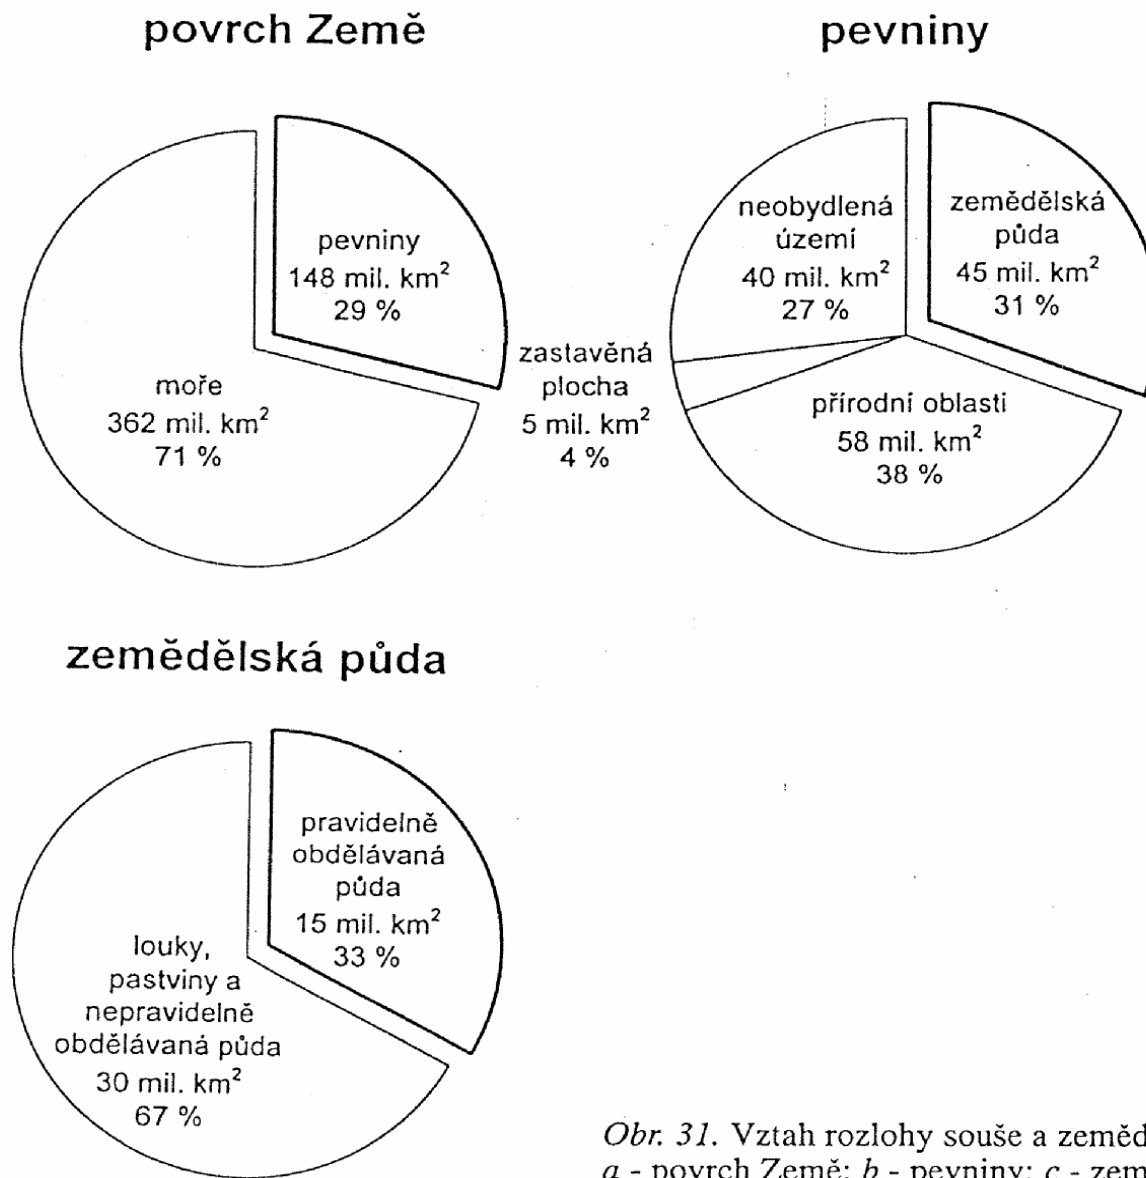 povrch Země
pevniny
pevniny
148 mil. km²
29 %
moře
362 mil. km²
71 %
zastavěná
plocha
5 mil. km²
4 %
neobydlená
území
40 mil. km²
27 %
zemědělská
půda
45 mil. km²
31 %
přírodní oblasti
58 mil. km²
38 %
zemědělská půda
pravidelně
obdělávaná
půda
15 mil. km²
33 %
louky,
pastviny a
nepravidelně
obdělávaná půda
30 mil. km²
67 %
Obr. 31. Vztah rozlohy souše a zeměd
a - povrch Země; b - pevniny; c - zem